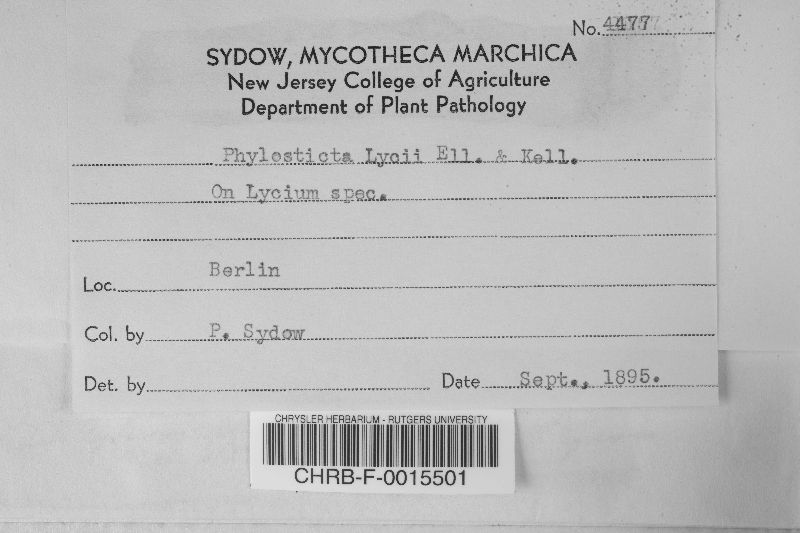 No. 4477
SYDOW, MYCOTHECA MARCHICA
New Jersey College of Agriculture
Department of Plant Pathology
Phylosticta Lycii Ell. & Kell.
On Lycium spec.
Loc. Berlin
Col. by P. Sydow
Det. by Date Sept., 1895.
CHRYSLER HERBARIUM - RUTGERS UNIVERSITY
CHRB-F-0015501